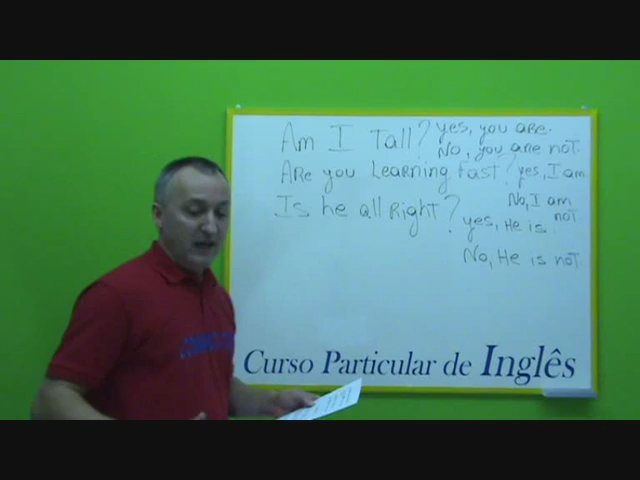 Am I Tall? yes, you are.
No, you are not.
Are you Learning fast? yes, I am
No, I am not
Is he all Right? yes, He is
No, He is not.
Curso Particular de Inglês